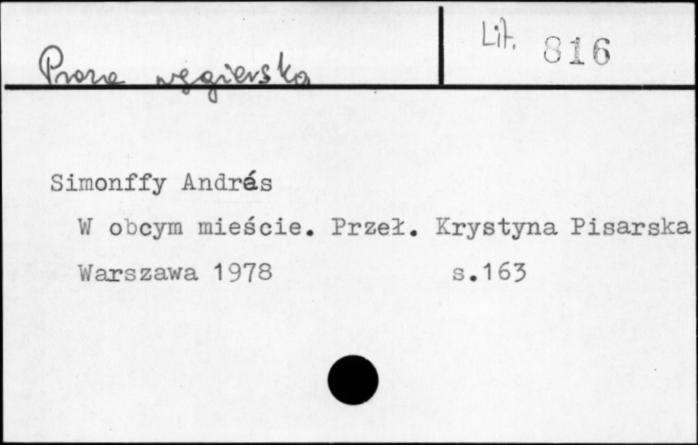 Proza węgierska
Lit. 816
Simonffy András
W obcym mieście. Przeł. Krystyna Pisarska
Warszawa 1978 s.163